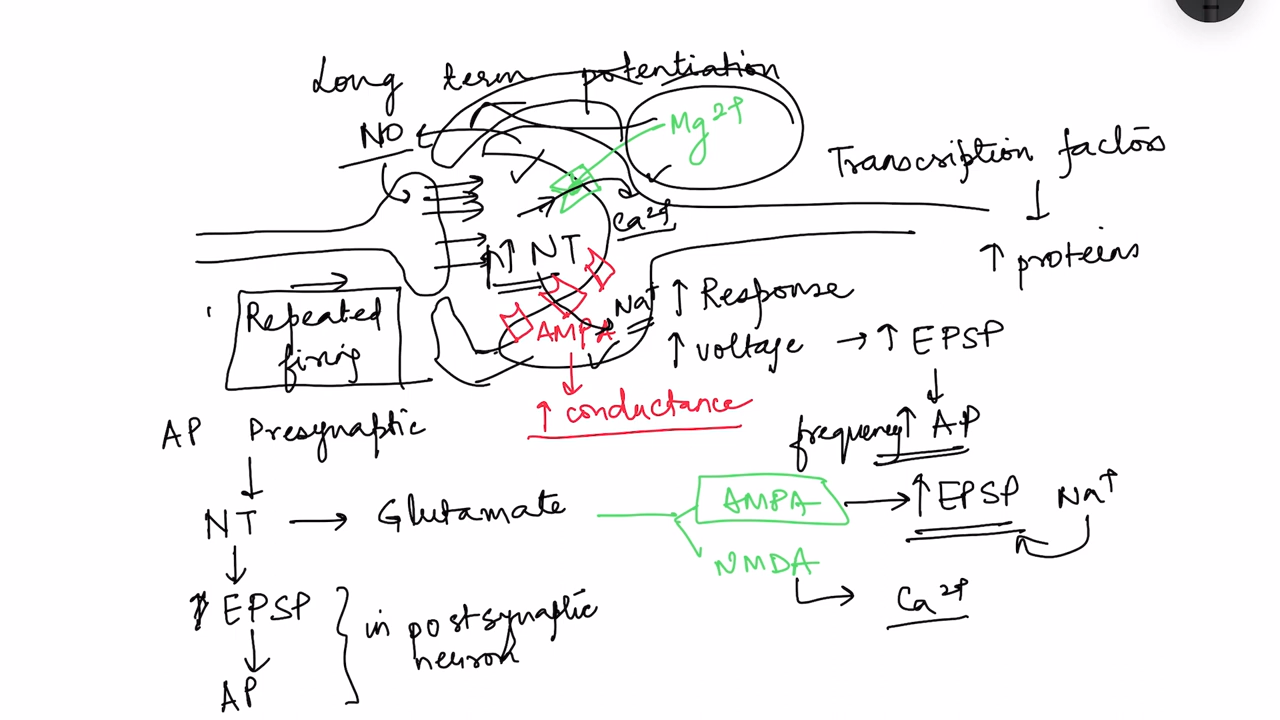 Long term potentiation
NO
Mg2+
Transcription factors
↓
↑ proteins
Ca2+
↑ NT
Na+
AMPA
↓
↑ conductance
↑ Response
↑ voltage → ↑ EPSP
↓
frequency ↑ AP
Repeated
firing
AP Presynaptic
↓
NT → Glutamate
AMPA → ↑ EPSP Na+
NMDA
Ca2+
↓
↑ EPSP
↓
AP
in postsynaptic
neuron